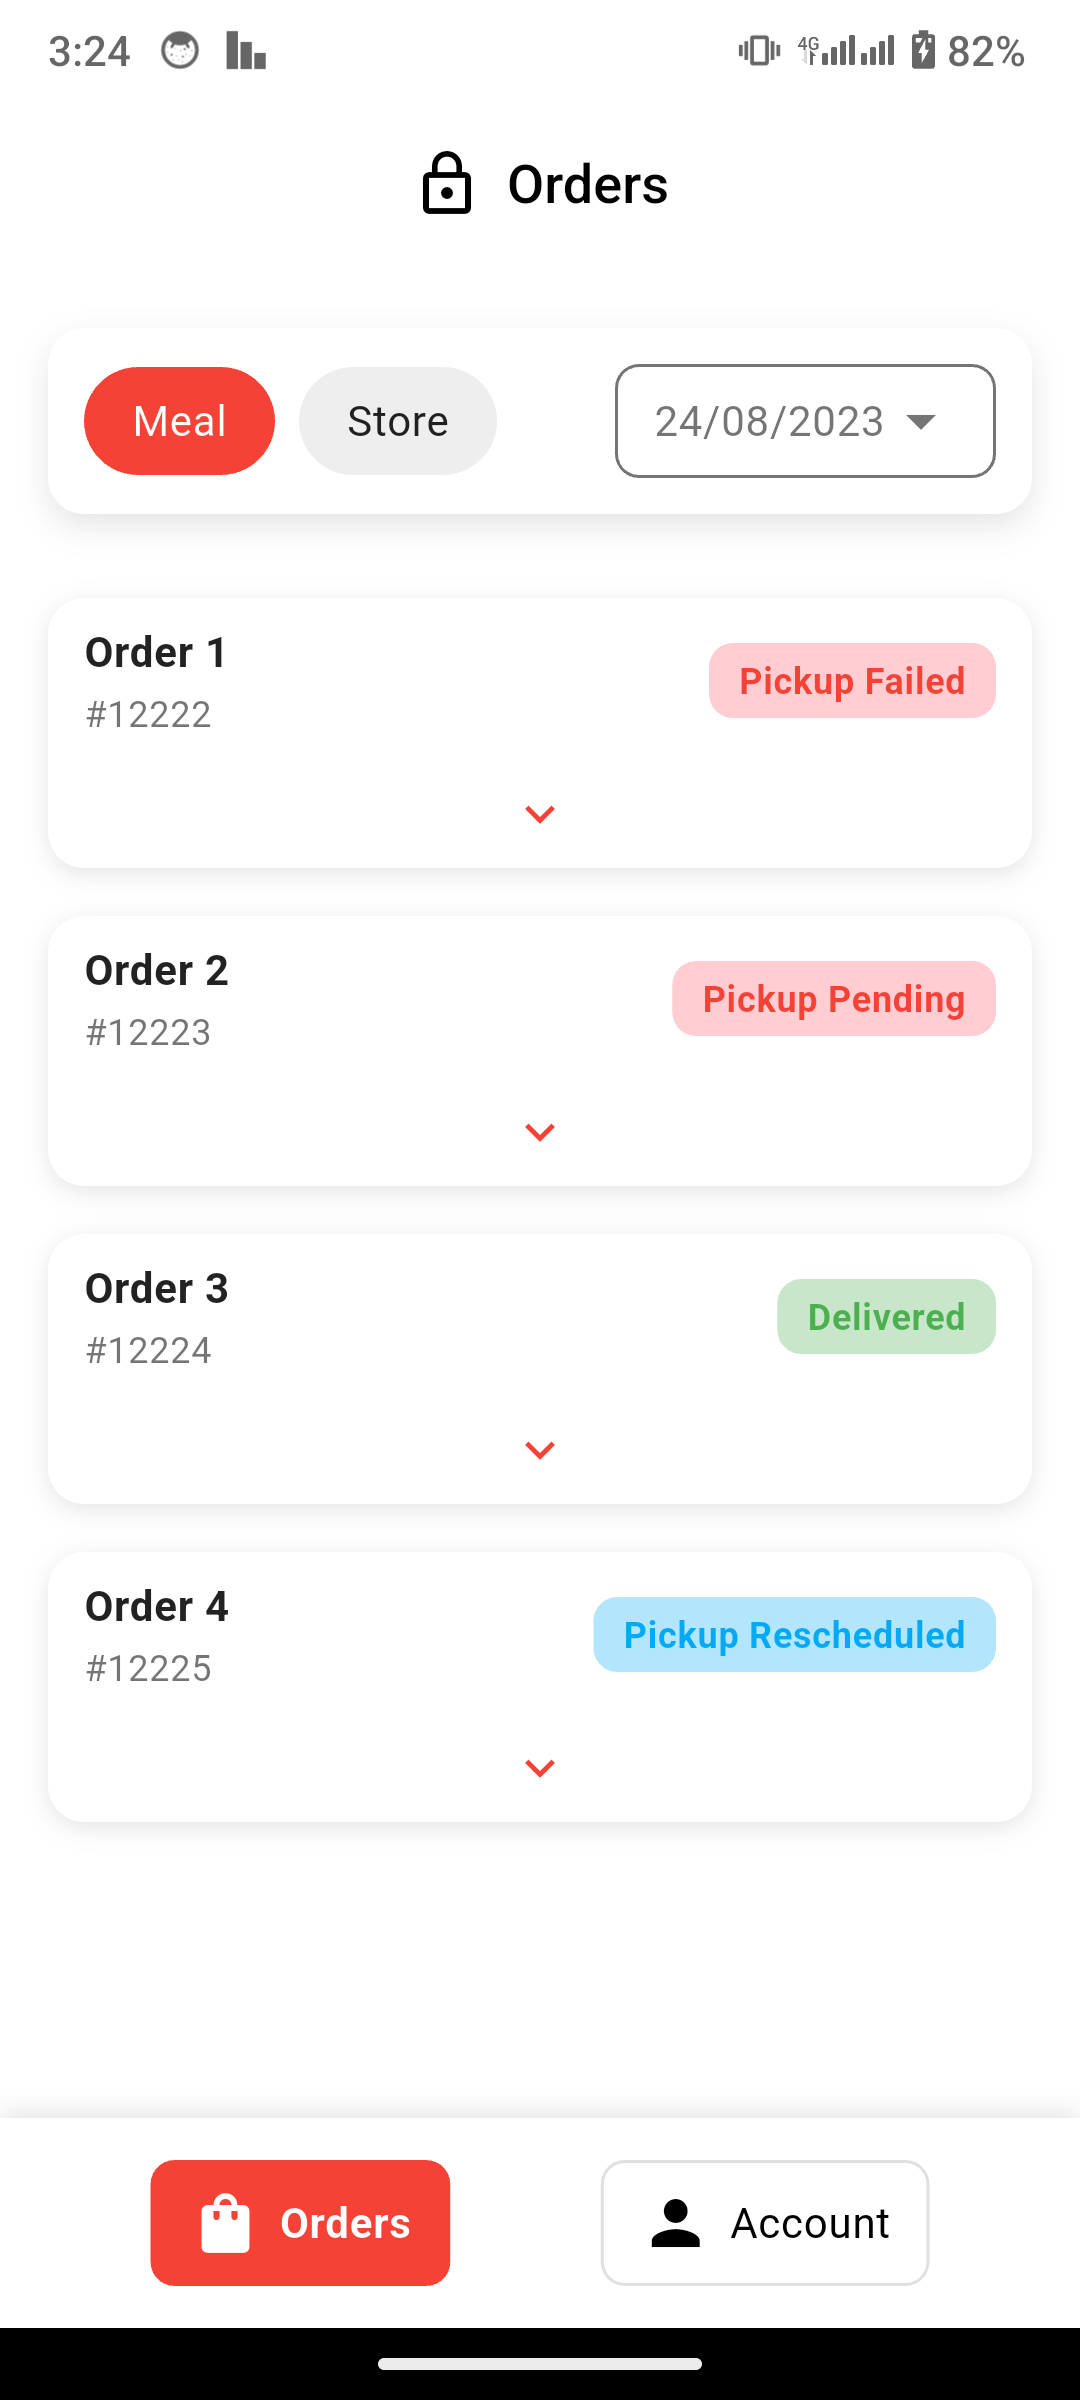 3:24 4G 82%
Orders
Meal Store 24/08/2023
Order 1
Pickup Failed
#12222
Order 2
Pickup Pending
#12223
Order 3
Delivered
#12224
Order 4
Pickup Rescheduled
#12225
Orders Account